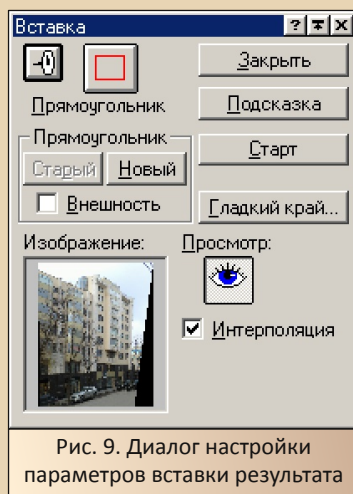 Вставка
Закрыть
Прямоугольник
Подсказка
Прямоугольник
Старый Новый
Старт
Внешность
Гладкий край...
Изображение: Просмотр:
Интерполяция
Рис. 9. Диалог настройки
параметров вставки результата